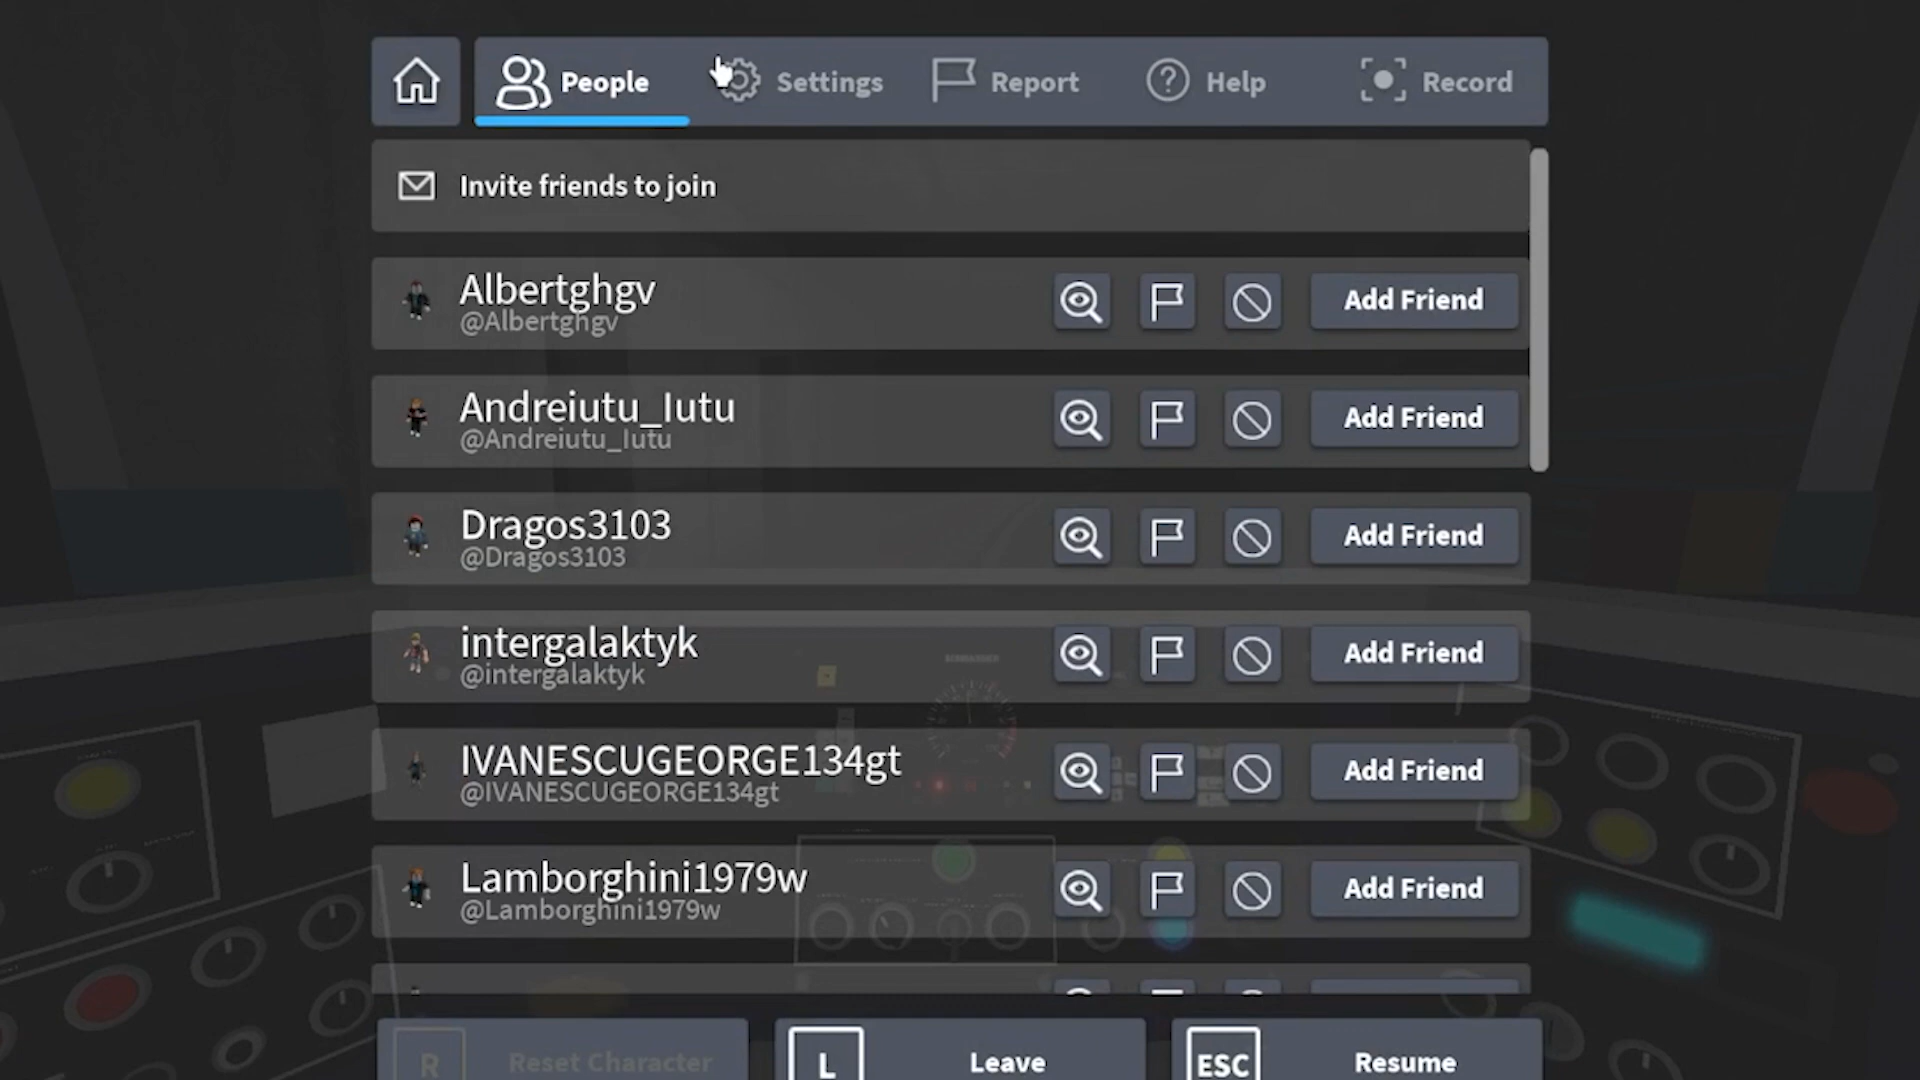 People Settings Report Help Record
Invite friends to join
Albertghgv
@Albertghgv
Add Friend
Andreiutu_Iutu
@Andreiutu_Iutu
Add Friend
Dragos3103
@Dragos3103
Add Friend
intergalaktyk
@intergalaktyk
Add Friend
IVANESCUGEORGE134gt
@IVANESCUGEORGE134gt
Add Friend
Lamborghini1979w
@Lamborghini1979w
Add Friend
R Reset Character L Leave ESC Resume